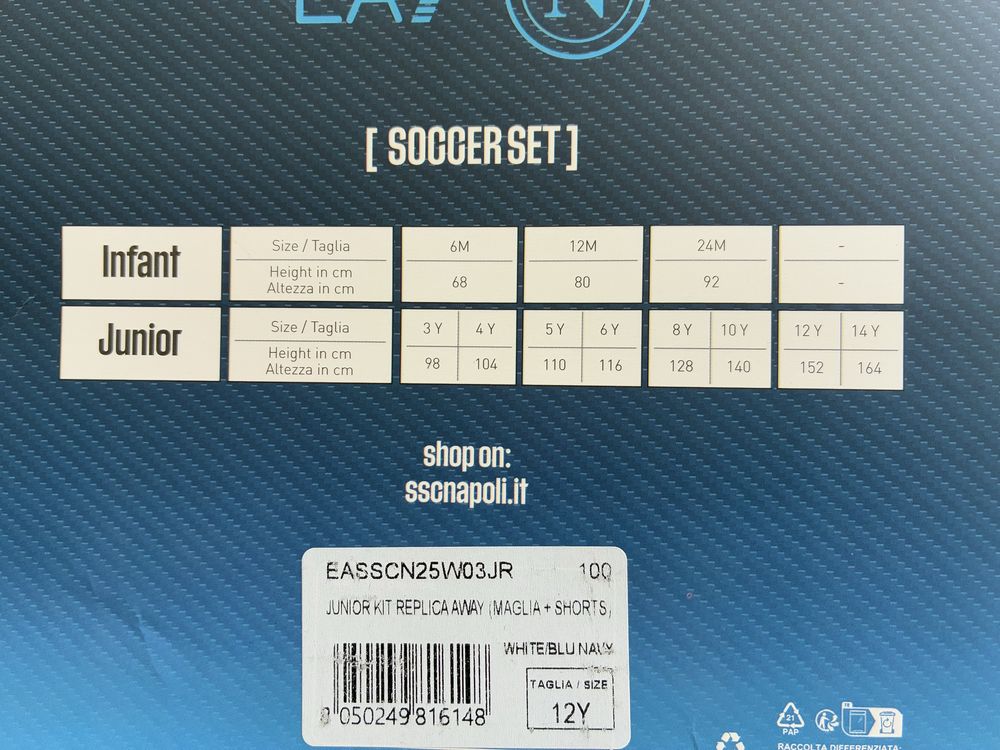 EA7 N
[ SOCCER SET ]
Infant
Size / Taglia 6M 12M 24M -
Height in cm
Altezza in cm 68 80 92 -
Junior
Size / Taglia 3 Y 4 Y 5 Y 6 Y 8 Y 10 Y 12 Y 14 Y
Height in cm
Altezza in cm 98 104 110 116 128 140 152 164
shop on:
sscnapoli.it
EASSCN25W03JR 100
JUNIOR KIT REPLICA AWAY (MAGLIA + SHORTS)
WHITE/BLU NAVY
TAGLIA / SIZE
12Y
8 050249 816148
21
PAP
RACCOLTA DIFFERENZIATA: